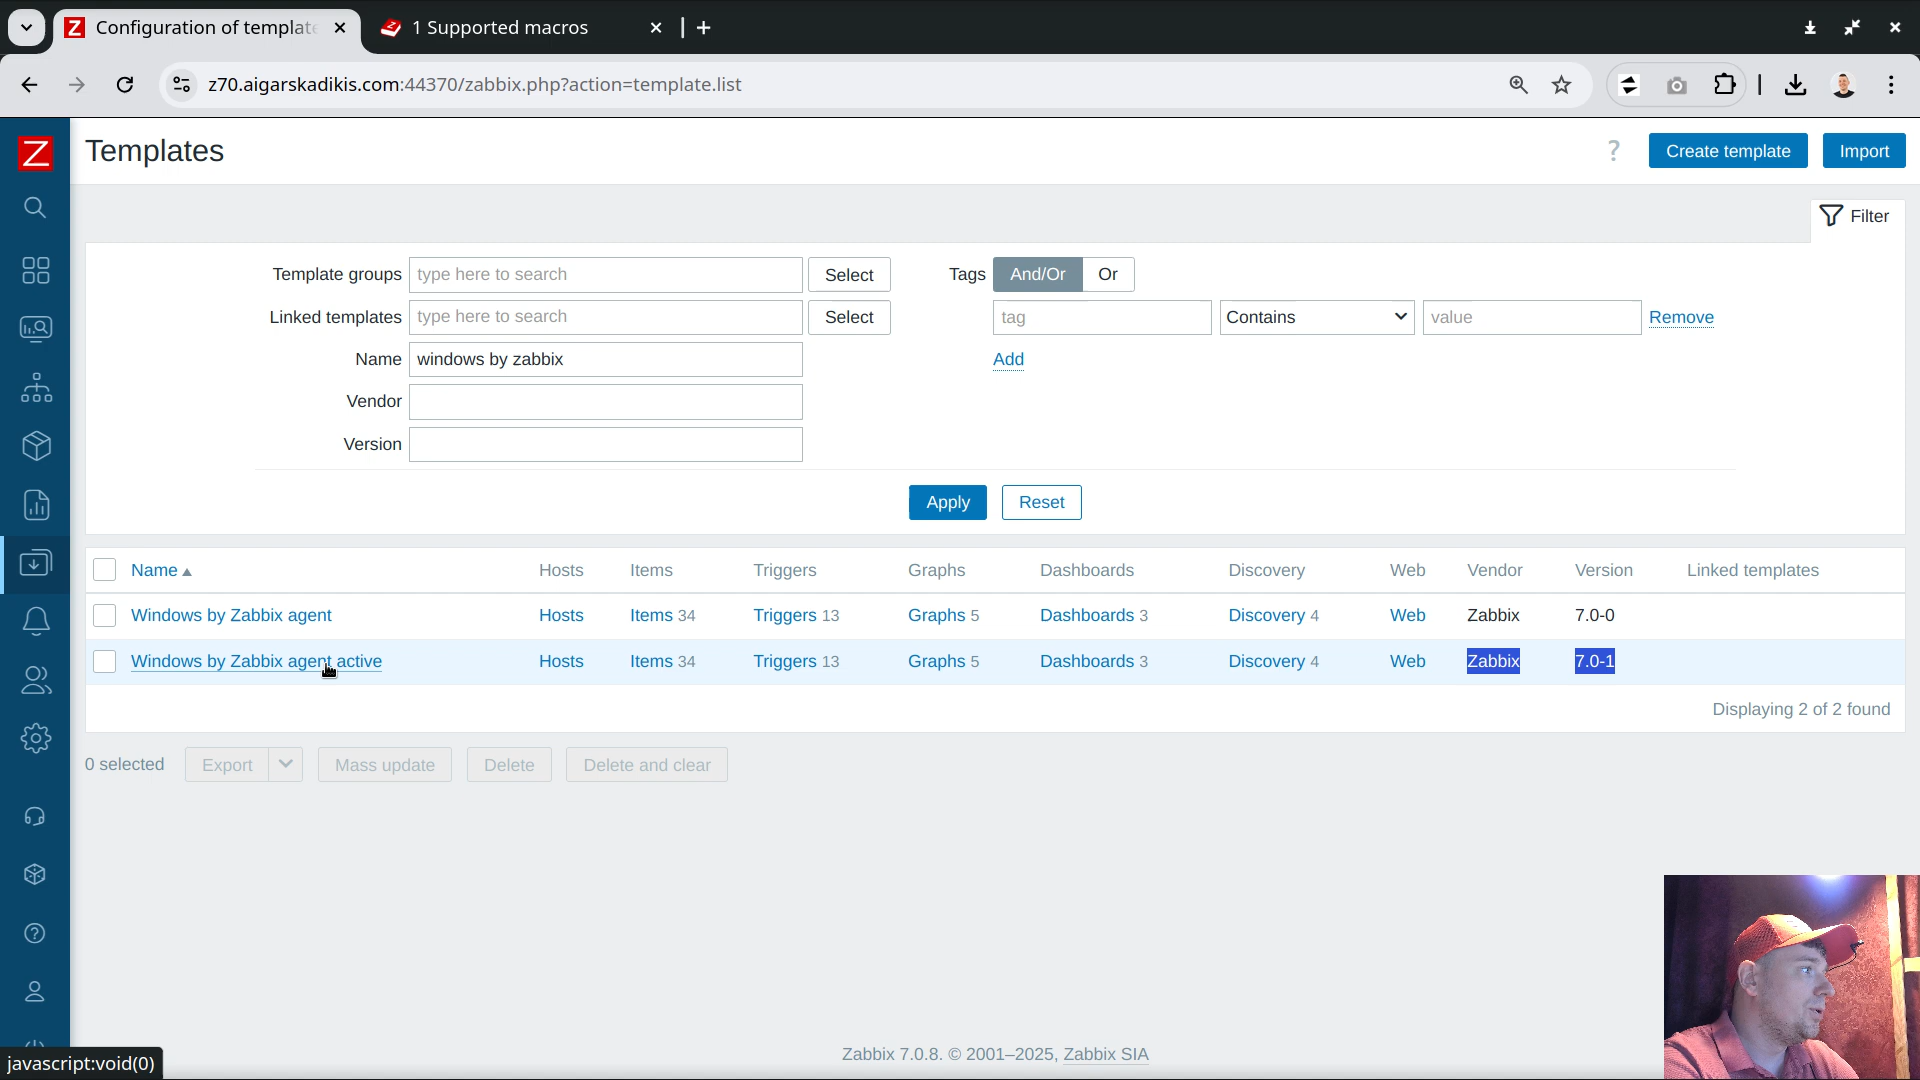 Configuration of template
1 Supported macros
z70.aigarskadikis.com:44370/zabbix.php?action=template.list
Z
Templates
?
Create template
Import
Filter
Template groups type here to search Select
Tags And/Or Or
Linked templates type here to search Select
tag Contains value Remove
Name windows by zabbix
Add
Vendor
Version
Apply Reset
Name Hosts Items Triggers Graphs Dashboards Discovery Web Vendor Version Linked templates
Windows by Zabbix agent Hosts Items 34 Triggers 13 Graphs 5 Dashboards 3 Discovery 4 Web Zabbix 7.0-0
Windows by Zabbix agent active Hosts Items 34 Triggers 13 Graphs 5 Dashboards 3 Discovery 4 Web Zabbix 7.0-1
Displaying 2 of 2 found
0 selected Export Mass update Delete Delete and clear
Zabbix 7.0.8. © 2001–2025, Zabbix SIA
javascript:void(0)